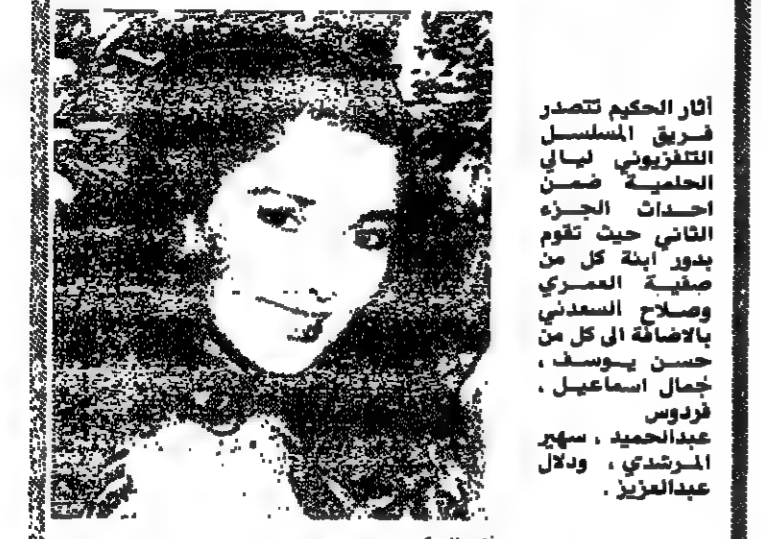 أثار الحكيم تتصدر
فريق المسلسل
التلفزيوني ليالي
الحلمية ضمن
احداث الجزء
الثاني حيث تقوم
بدور ابنة كل من
صفية العمري
وصلاح السعدني
بالاضافة الى كل من
حسن يوسف ،
جمال اسماعيل ،
فردوس
عبدالحميد ، سهير
المرشدي ، ودلال
عبدالعزيز .